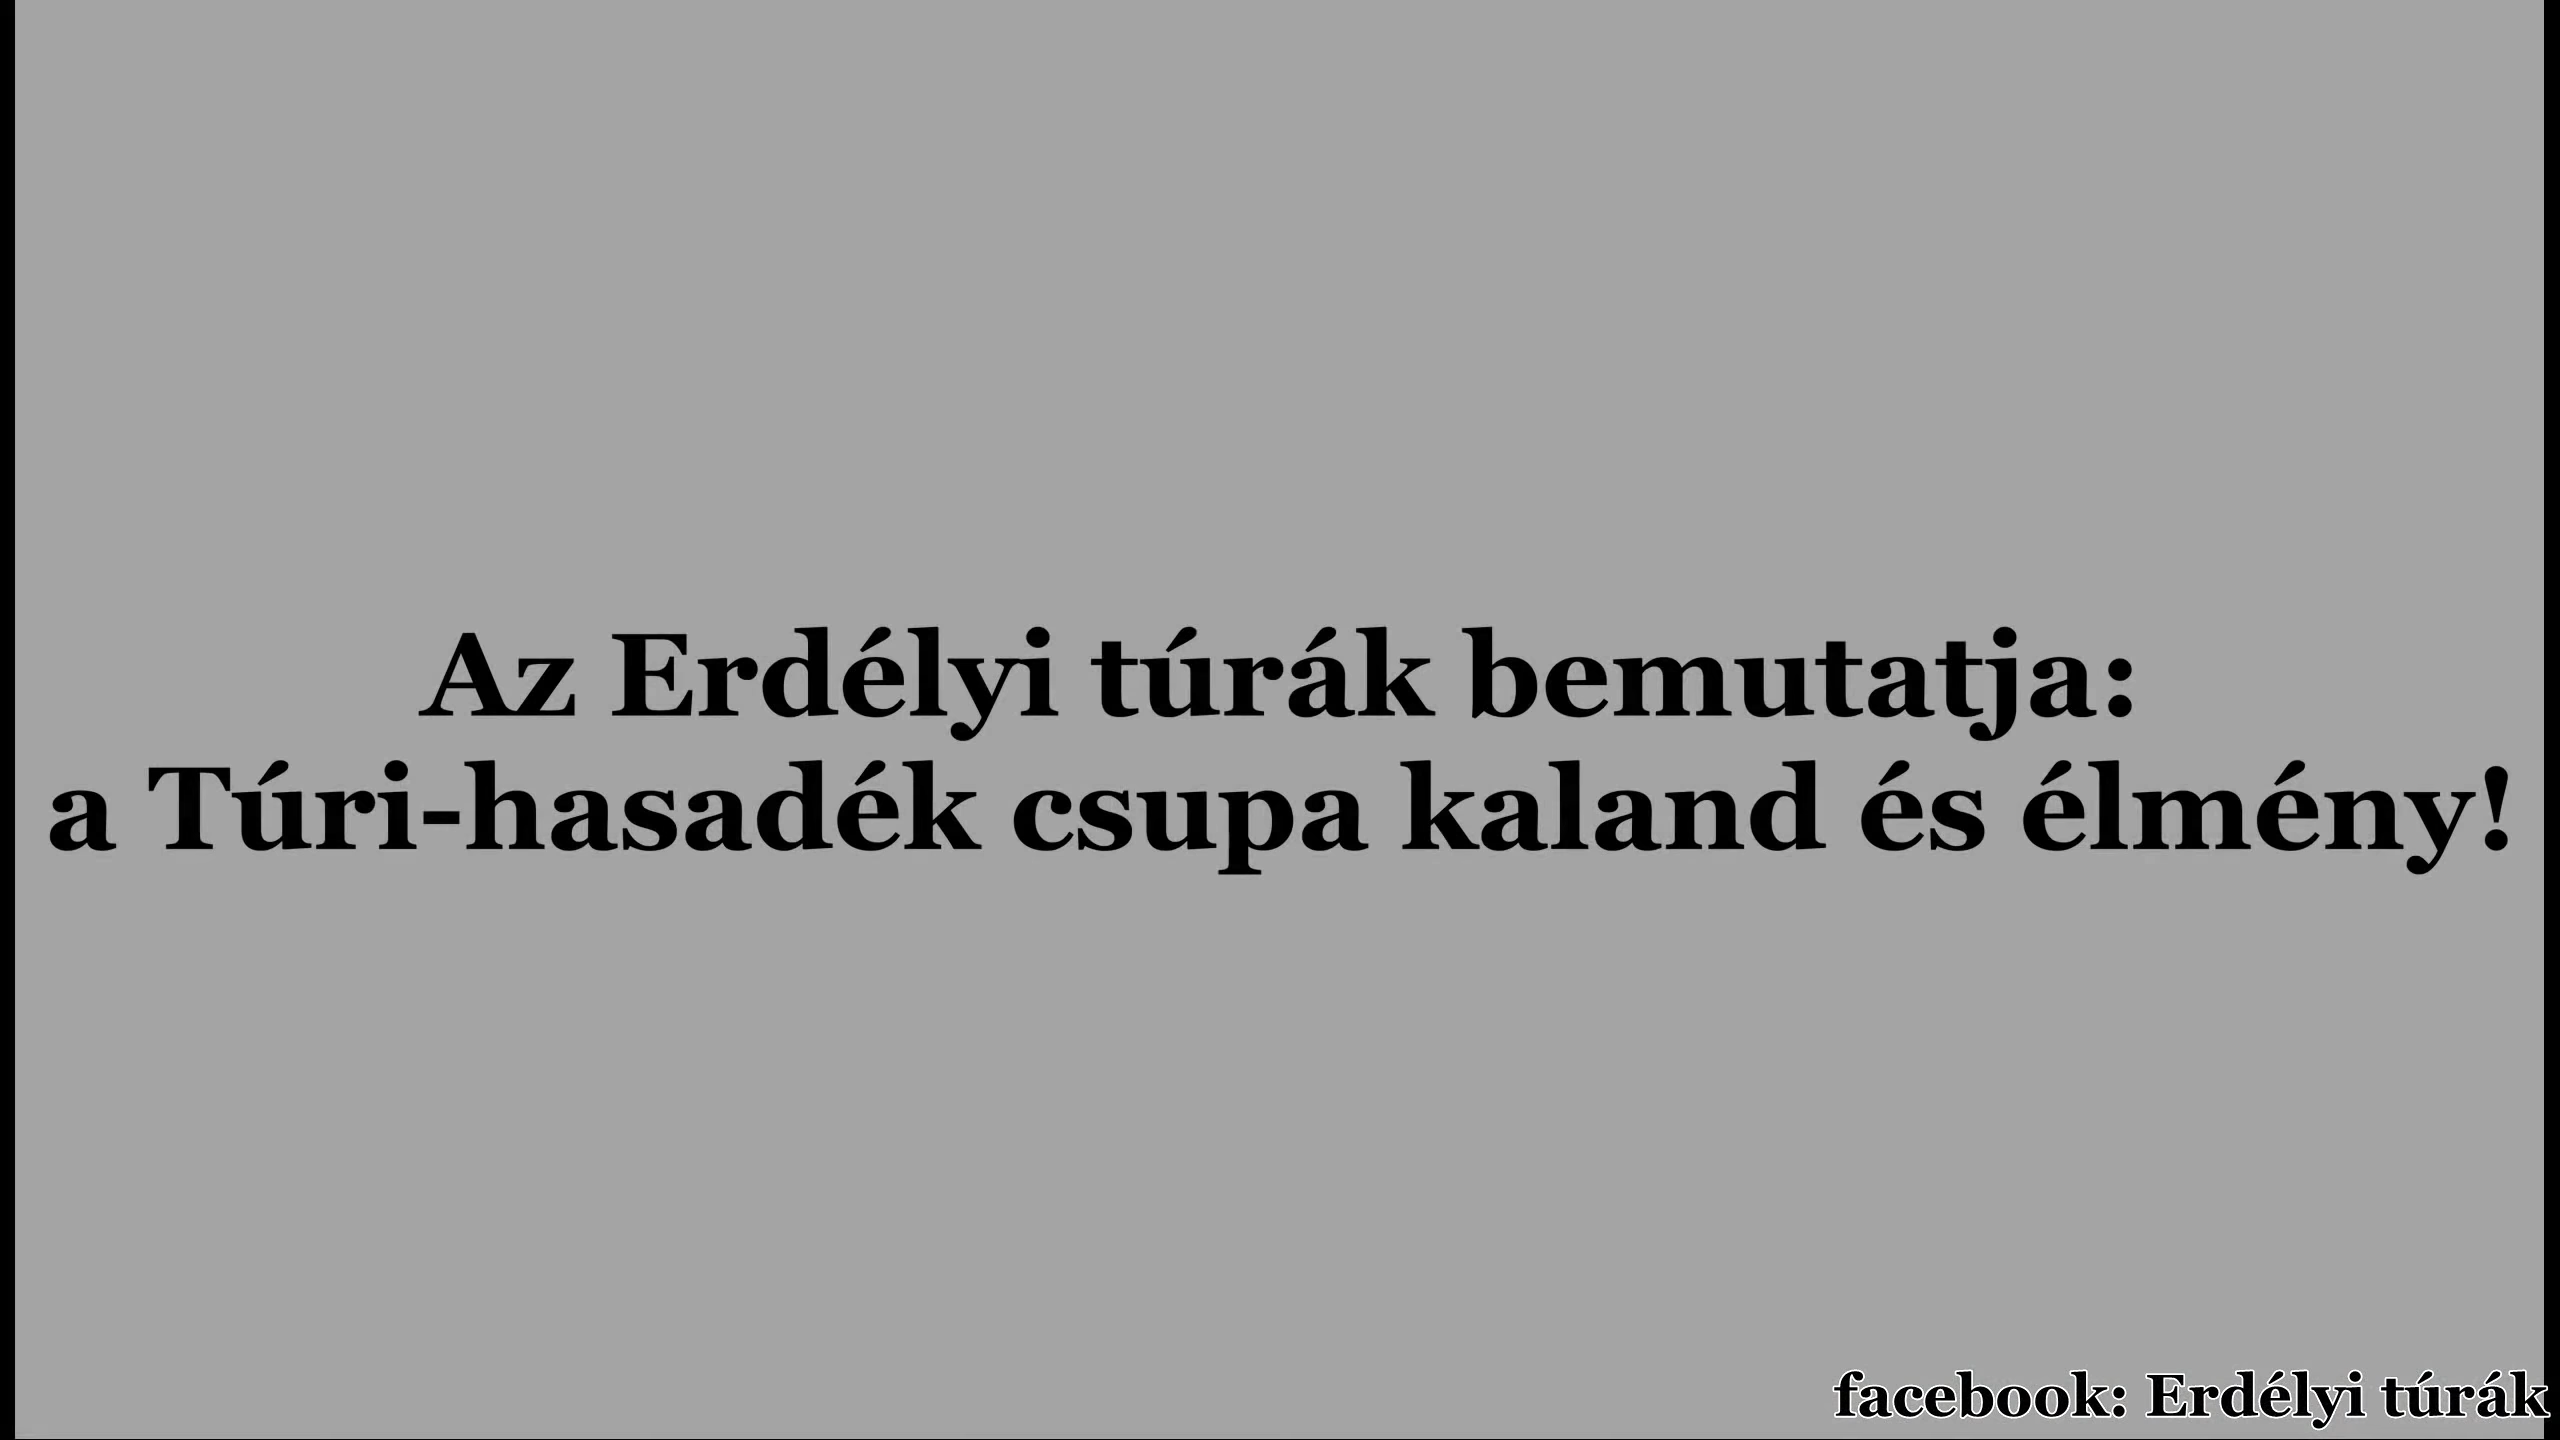 Az Erdélyi túrák bemutatja:
a Túri-hasadék csupa kaland és élmény!
facebook: Erdélyi túrák